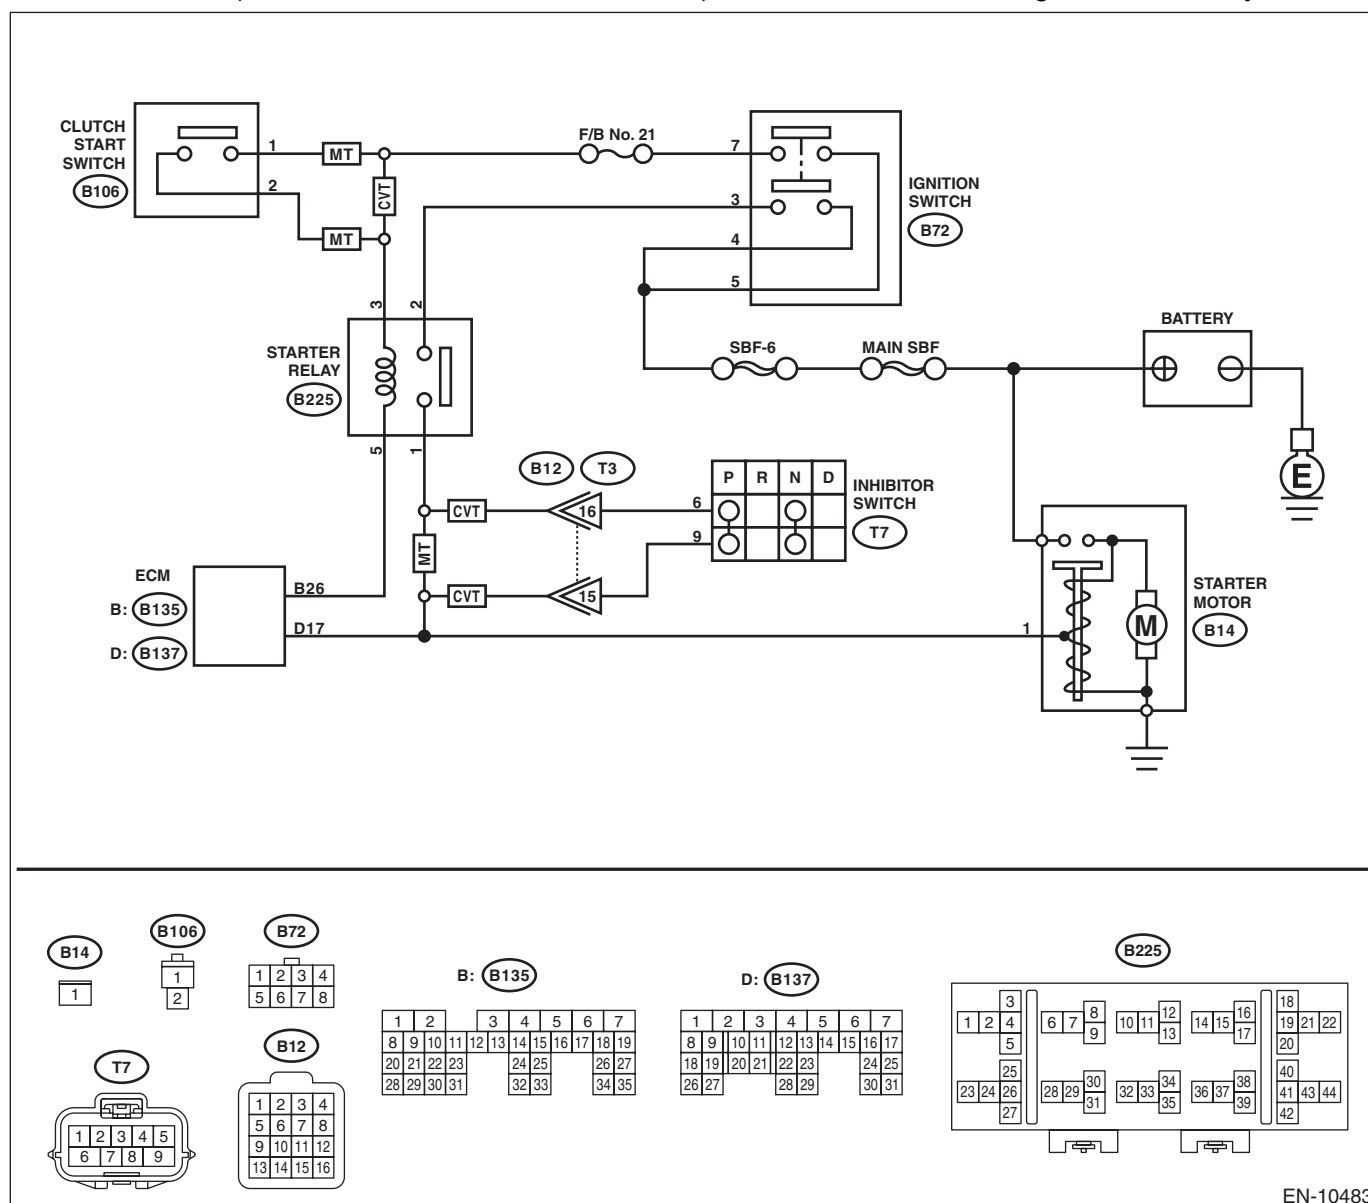 CLUTCH
START
SWITCH
B106
1
2
MT
MT
CVT
F/B No. 21
7
3
4
5
IGNITION
SWITCH
B72
3
2
STARTER
RELAY
B225
5
1
SBF-6
MAIN SBF
BATTERY
E
B12
T3
CVT
16
6
MT
CVT
15
9
P R N D
INHIBITOR
SWITCH
T7
ECM
B: B135
D: B137
B26
D17
1
M
STARTER
MOTOR
B14
B14
1
B106
1
2
B72
1 2 3 4
5 6 7 8
B: B135
1 2 3 4 5 6 7
8 9 10 11 12 13 14 15 16 17 18 19
20 21 22 23 24 25 26 27
28 29 30 31 32 33 34 35
D: B137
1 2 3 4 5 6 7
8 9 10 11 12 13 14 15 16 17
18 19 20 21 22 23 24 25
26 27 28 29 30 31
B225
3 8 12 16 18
1 2 4 6 7 10 11 14 15 19 21 22
5 9 13 17 20
25 30 34 38 40
23 24 26 28 29 32 33 36 37 41 43 44
27 31 35 39 42
T7
1 2 3 4 5
6 7 8 9
B12
1 2 3 4
5 6 7 8
9 10 11 12
13 14 15 16
EN-10483